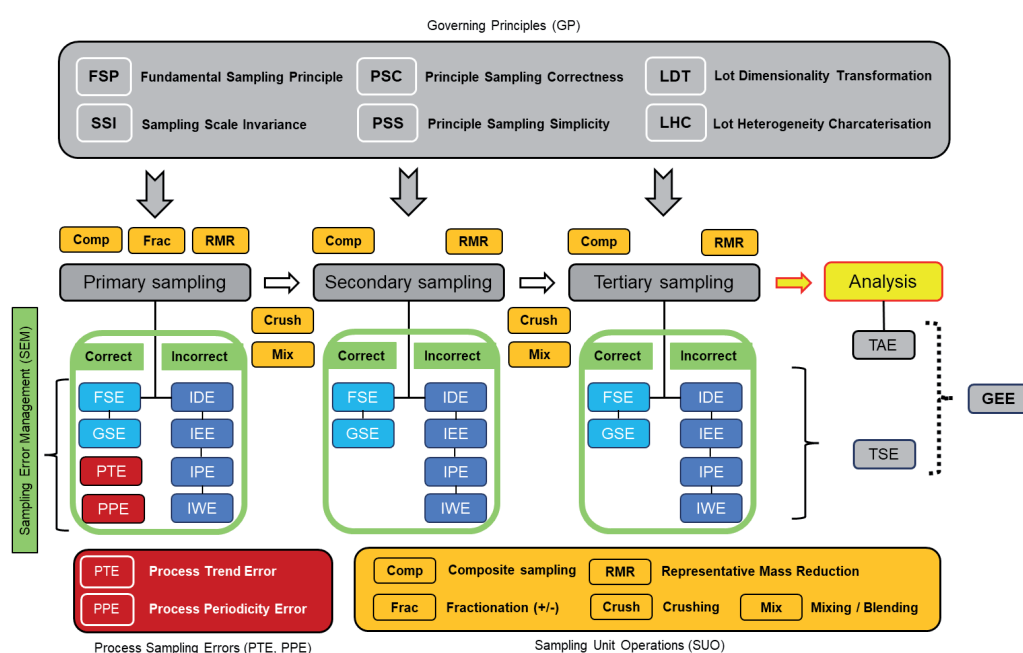 Governing Principles (GP)
FSP Fundamental Sampling Principle PSC Principle Sampling Correctness LDT Lot Dimensionality Transformation
SSI Sampling Scale Invariance PSS Principle Sampling Simplicity LHC Lot Heterogeneity Charcaterisation
Comp Frac RMR Comp RMR Comp RMR
Primary sampling Secondary sampling Tertiary sampling Analysis
Crush Crush
Mix Mix
Sampling Error Management (SEM)
Correct Incorrect Correct Incorrect Correct Incorrect
TAE
FSE IDE FSE IDE FSE IDE
GEE
GSE IEE GSE IEE GSE IEE
TSE
PTE IPE IPE IPE
PPE IWE IWE IWE
PTE Process Trend Error
PPE Process Periodicity Error
Process Sampling Errors (PTE, PPE)
Comp Composite sampling RMR Representative Mass Reduction
Frac Fractionation (+/-) Crush Crushing Mix Mixing / Blending
Sampling Unit Operations (SUO)